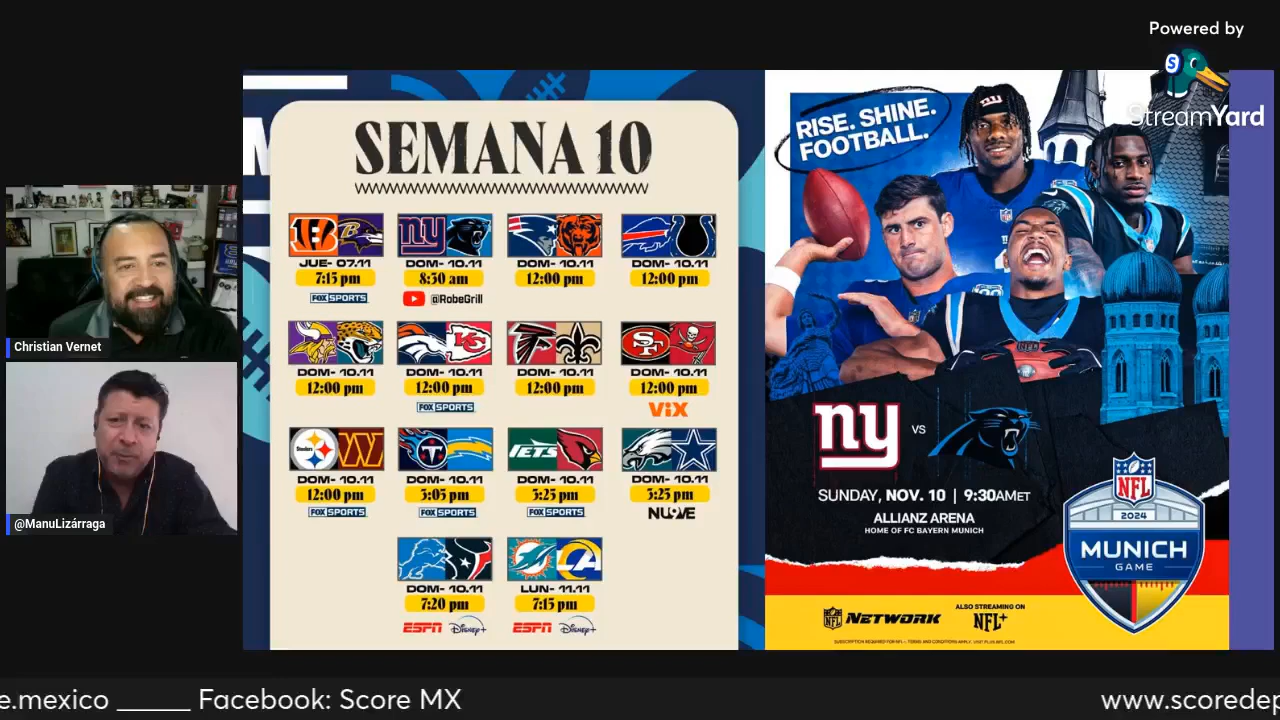 Powered by
StreamYard
SEMANA 10
JUE- 07.11
7:15 pm
FOX SPORTS
DOM- 10.11
8:30 am
@RobeGrill
DOM- 10.11
12:00 pm
DOM- 10.11
12:00 pm
DOM- 10.11
12:00 pm
DOM- 10.11
12:00 pm
FOX SPORTS
DOM- 10.11
12:00 pm
DOM- 10.11
12:00 pm
ViX
Steelers
DOM- 10.11
12:00 pm
FOX SPORTS
DOM- 10.11
3:05 pm
FOX SPORTS
JETS
DOM- 10.11
3:25 pm
FOX SPORTS
DOM- 10.11
3:25 pm
NU9VE
DOM- 10.11
7:20 pm
ESPN Disney+
LUN- 11.11
7:15 pm
ESPN Disney+
RISE. SHINE.
FOOTBALL.
ny VS
SUNDAY, NOV. 10 | 9:30AMET
ALLIANZ ARENA
HOME OF FC BAYERN MUNICH
NFL
2024
MUNICH
GAME
NFL NETWORK
ALSO STREAMING ON
NFL+
Christian Vernet
@ManuLizárraga
e.mexico _____ Facebook: Score MX
www.scoredep